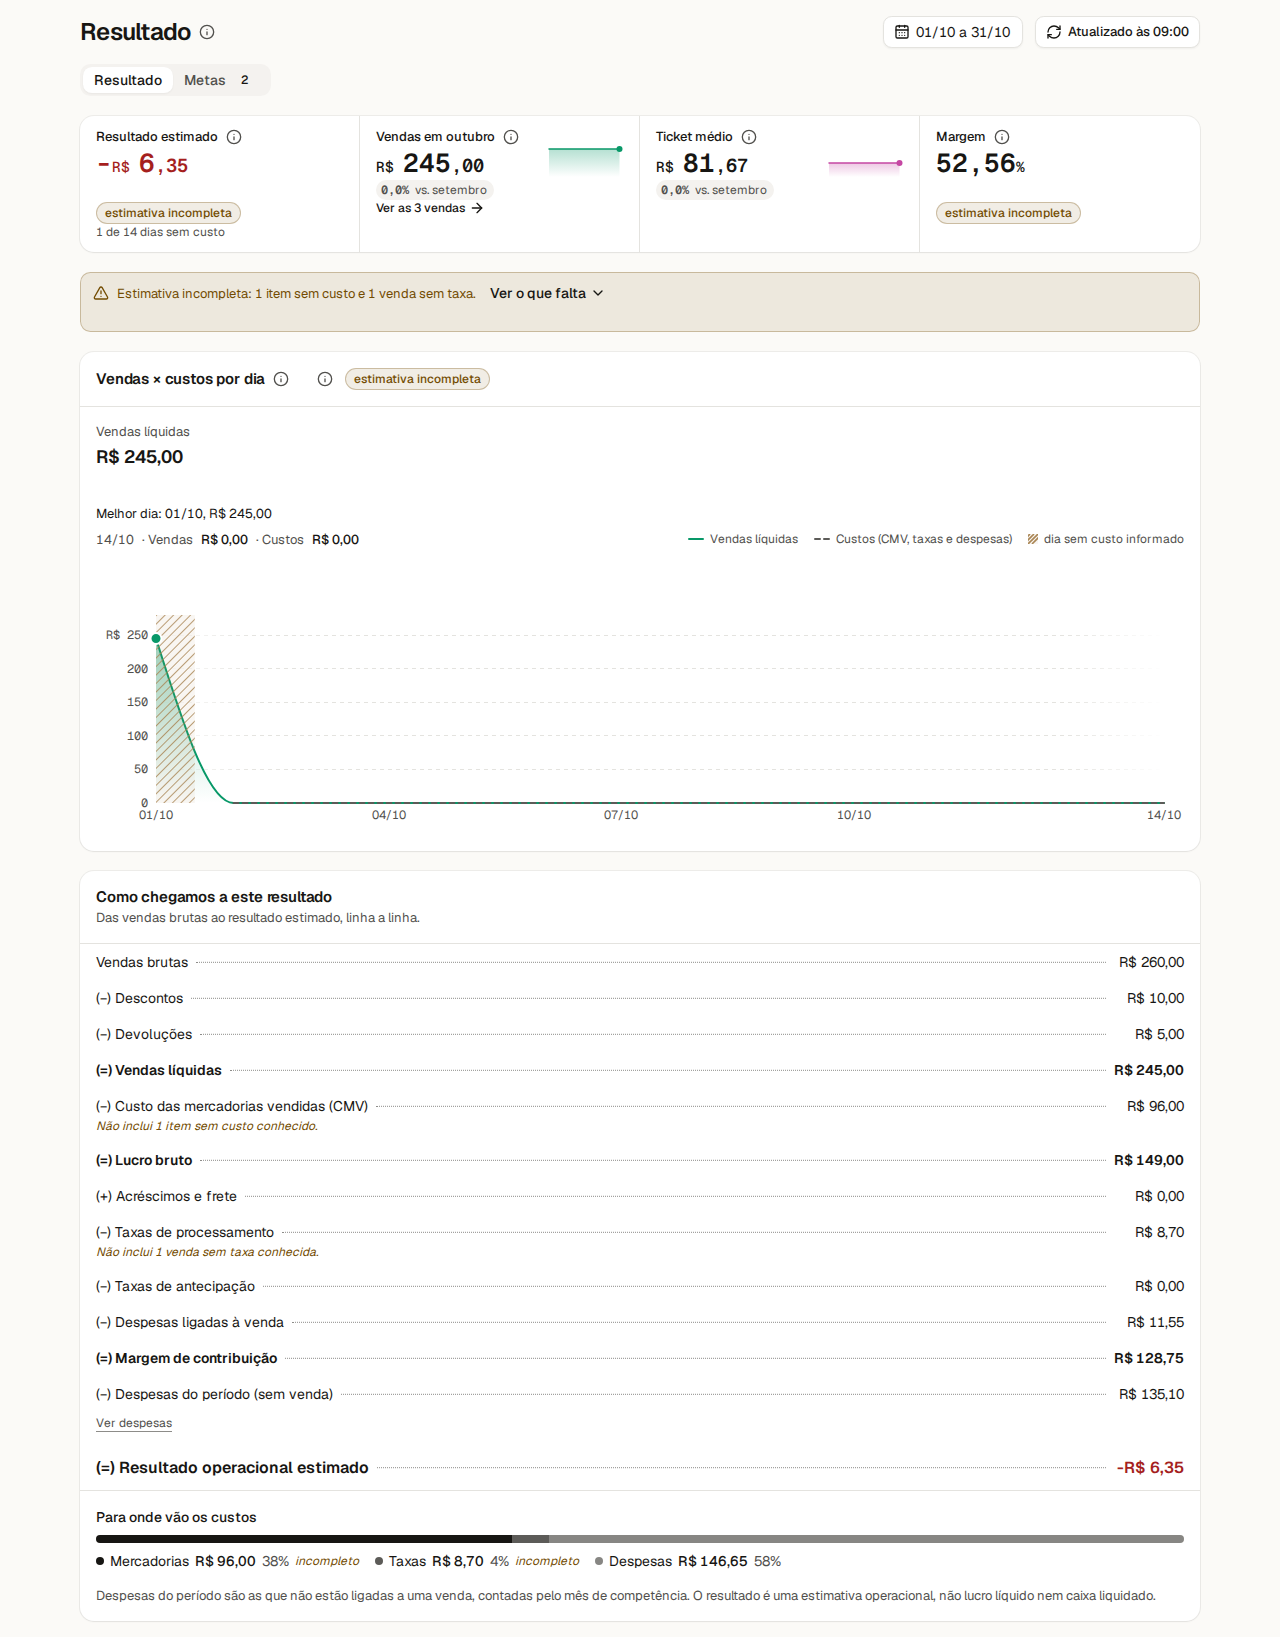 Resultado
01/10 a 31/10
Atualizado às 09:00
Resultado
Metas 2
Resultado estimado
-R$ 6,35
estimativa incompleta
1 de 14 dias sem custo
Vendas em outubro
R$ 245,00
0,0% vs. setembro
Ver as 3 vendas
Ticket médio
R$ 81,67
0,0% vs. setembro
Margem
52,56%
estimativa incompleta
Estimativa incompleta: 1 item sem custo e 1 venda sem taxa. Ver o que falta
Vendas × custos por dia
estimativa incompleta
Vendas líquidas
R$ 245,00
Melhor dia: 01/10, R$ 245,00
14/10 · Vendas R$ 0,00 · Custos R$ 0,00
Vendas líquidas
Custos (CMV, taxas e despesas)
dia sem custo informado
R$ 250
200
150
100
50
0
01/10
04/10
07/10
10/10
14/10
Como chegamos a este resultado
Das vendas brutas ao resultado estimado, linha a linha.
Vendas brutas R$ 260,00
(−) Descontos R$ 10,00
(−) Devoluções R$ 5,00
(=) Vendas líquidas R$ 245,00
(−) Custo das mercadorias vendidas (CMV) R$ 96,00
Não inclui 1 item sem custo conhecido.
(=) Lucro bruto R$ 149,00
(+) Acréscimos e frete R$ 0,00
(−) Taxas de processamento R$ 8,70
Não inclui 1 venda sem taxa conhecida.
(−) Taxas de antecipação R$ 0,00
(−) Despesas ligadas à venda R$ 11,55
(=) Margem de contribuição R$ 128,75
(−) Despesas do período (sem venda) R$ 135,10
Ver despesas
(=) Resultado operacional estimado -R$ 6,35
Para onde vão os custos
Mercadorias R$ 96,00 38% incompleto
Taxas R$ 8,70 4% incompleto
Despesas R$ 146,65 58%
Despesas do período são as que não estão ligadas a uma venda, contadas pelo mês de competência. O resultado é uma estimativa operacional, não lucro líquido nem caixa liquidado.